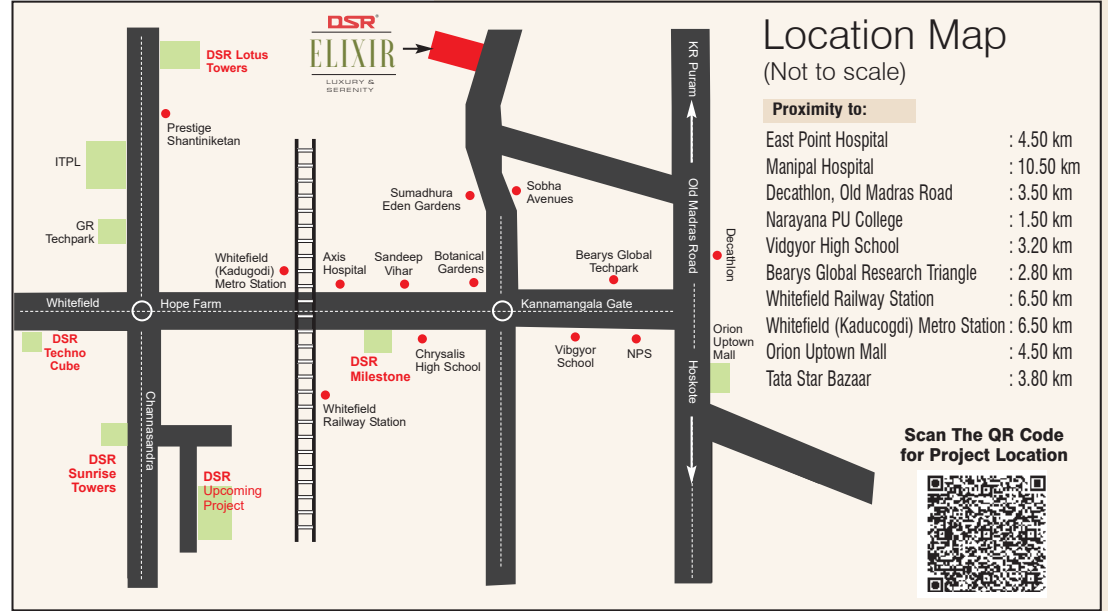 DSR®
ELIXIR
LUXURY &
SERENITY
Location Map
(Not to scale)
Proximity to:
East Point Hospital : 4.50 km
Manipal Hospital : 10.50 km
Decathlon, Old Madras Road : 3.50 km
Narayana PU College : 1.50 km
Vidgyor High School : 3.20 km
Bearys Global Research Triangle : 2.80 km
Whitefield Railway Station : 6.50 km
Whitefield (Kaducogdi) Metro Station : 6.50 km
Orion Uptown Mall : 4.50 km
Tata Star Bazaar : 3.80 km
Scan The QR Code
for Project Location
DSR Lotus
Towers
Prestige
Shantiniketan
ITPL
GR
Techpark
Whitefield
(Kadugodi)
Metro Station
Axis
Hospital
Sandeep
Vihar
Botanical
Gardens
Sumadhura
Eden Gardens
Sobha
Avenues
Bearys Global
Techpark
KR Puram
Old Madras Road
Hoskote
Decathlon
Orion
Uptown
Mall
Whitefield
Hope Farm
Kannamangala Gate
DSR
Techno
Cube
DSR
Milestone
Chrysalis
High School
Vibgyor
School
NPS
Whitefield
Railway Station
Channasandra
DSR
Sunrise
Towers
DSR
Upcoming
Project